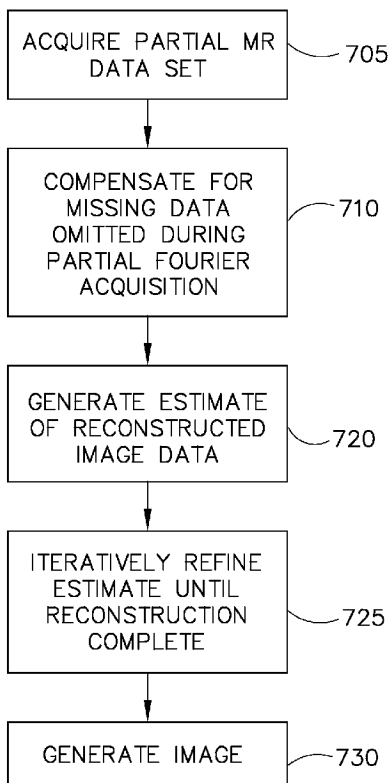 ACQUIRE PARTIAL MR
DATA SET
705
COMPENSATE FOR
MISSING DATA
OMITTED DURING
PARTIAL FOURIER
ACQUISITION
710
GENERATE ESTIMATE
OF RECONSTRUCTED
IMAGE DATA
720
ITERATIVELY REFINE
ESTIMATE UNTIL
RECONSTRUCTION
COMPLETE
725
GENERATE IMAGE
730